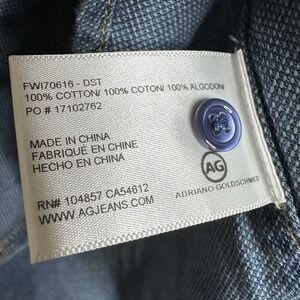 FWI70616 - DST
100% COTTON/ 100% COTON/ 100% ALGODON
PO # 17102762
MADE IN CHINA
FABRIQUÉ EN CHINE
HECHO EN CHINA
RN# 104857 CA54612
WWW.AGJEANS.COM
AG
ADRIANO GOLDSCHMIED